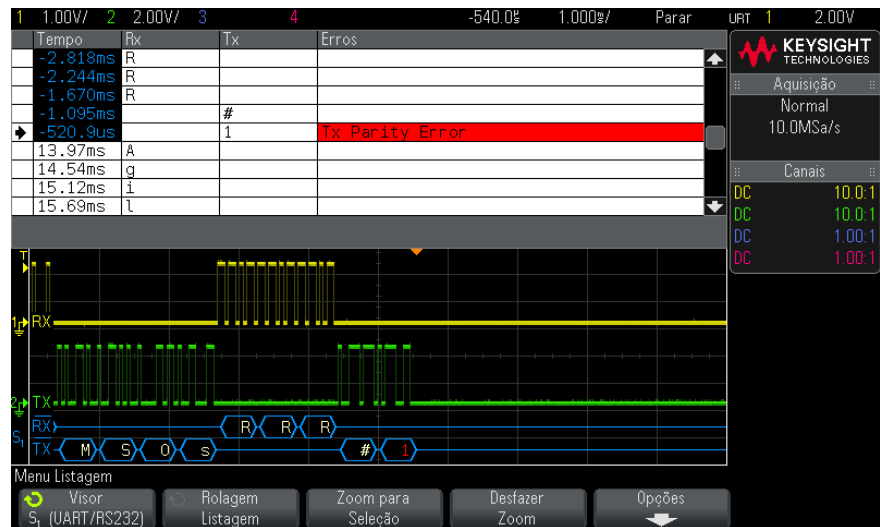 1 1.00V/ 2 2.00V/ 3 4 -540.0us 1.000ms/ Parar URT 1 2.00V
Tempo Rx Tx Erros
-2.818ms R
-2.244ms R
-1.670ms R
-1.095ms #
-520.9us 1 Tx Parity Error
13.97ms A
14.54ms g
15.12ms i
15.69ms l
KEYSIGHT
TECHNOLOGIES
Aquisição
Normal
10.0MSa/s
Canais
DC 10.0:1
DC 10.0:1
DC 1.00:1
DC 1.00:1
T
1 RX
2 TX
S1 RX R R R
TX M S O s # 1
Menu Listagem
Visor
S1 (UART/RS232)
Rolagem
Listagem
Zoom para
Seleção
Desfazer
Zoom
Opções